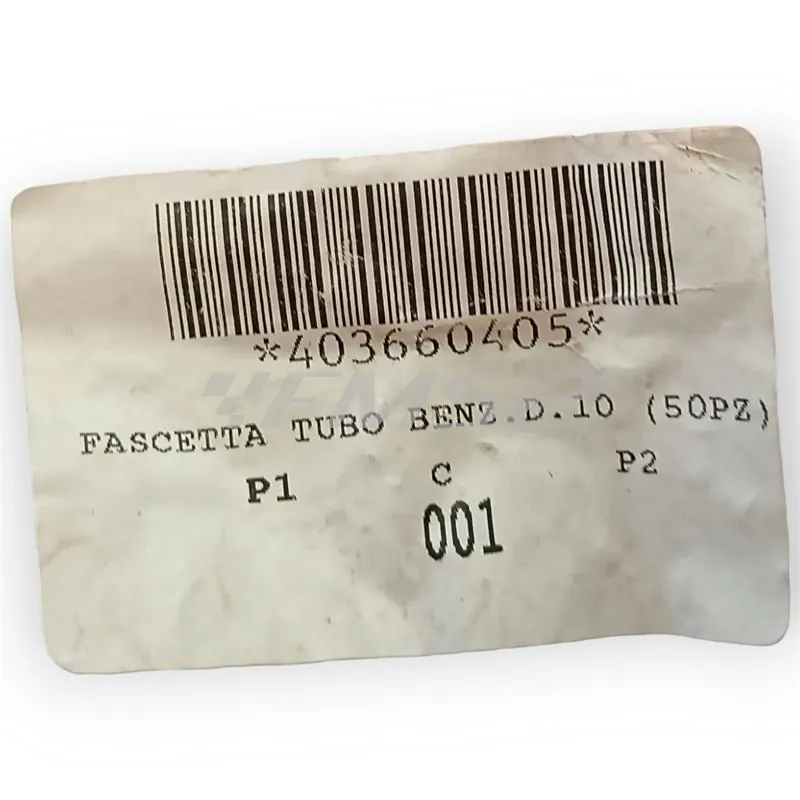 *403660405*
FASCETTA TUBO BENZ.D.10 (50PZ)
P1 C P2
001